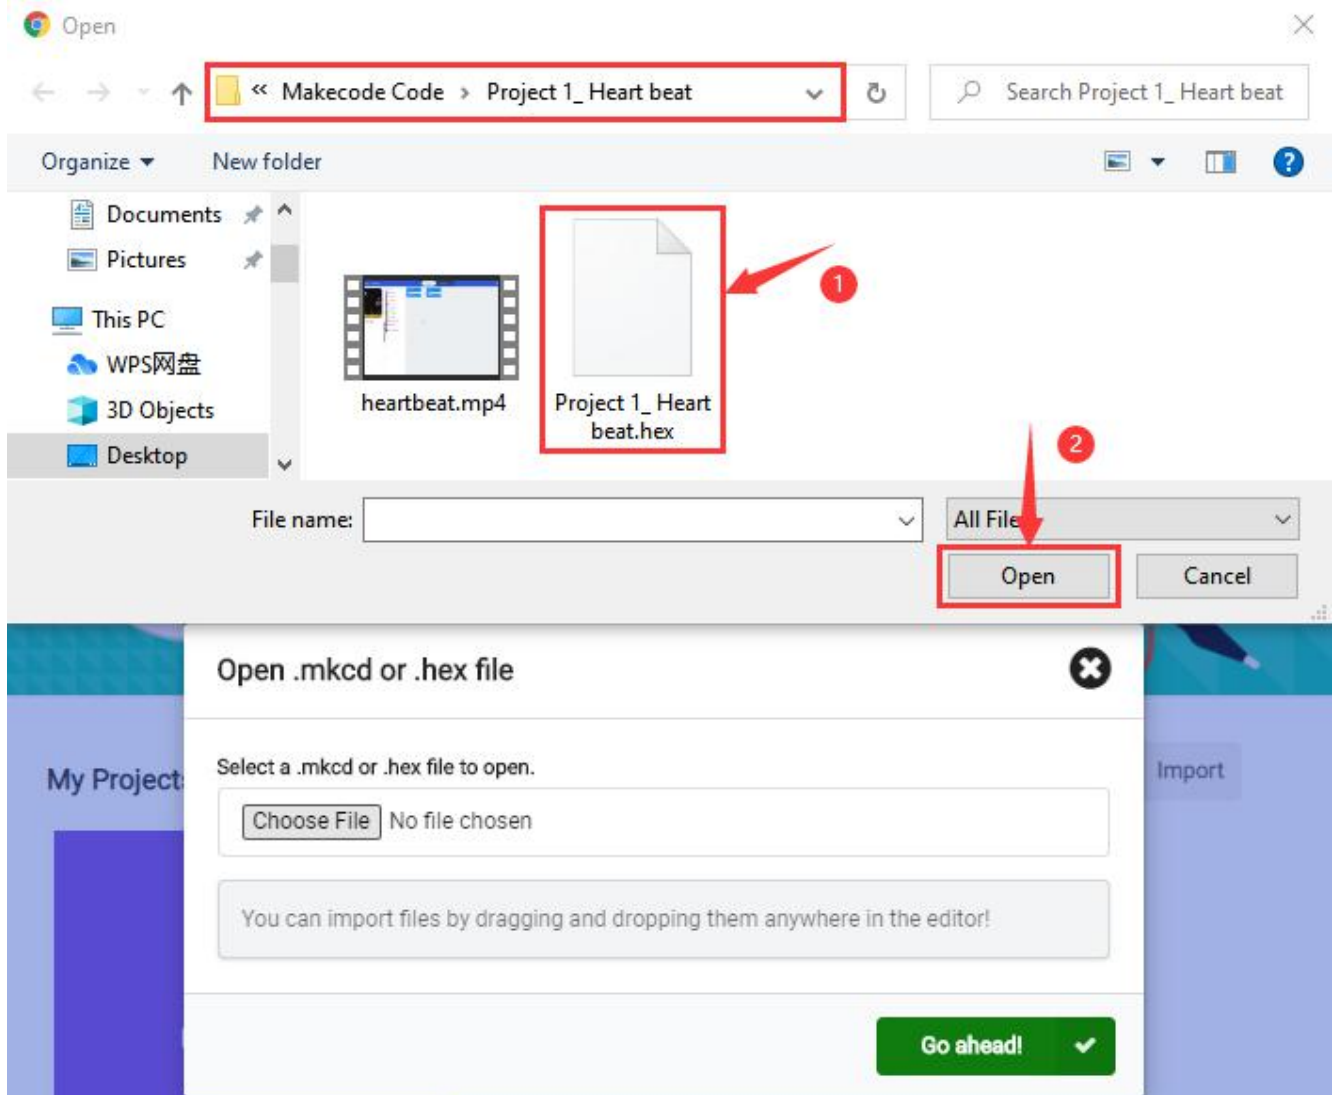 Open
« Makecode Code › Project 1_ Heart beat
Search Project 1_ Heart beat
Organize
New folder
?
Documents
Pictures
This PC
WPS网盘
3D Objects
Desktop
heartbeat.mp4
Project 1_ Heart
beat.hex
1
2
File name:
All File
Open
Cancel
Open .mkcd or .hex file
My Project
Select a .mkcd or .hex file to open.
Import
Choose File No file chosen
You can import files by dragging and dropping them anywhere in the editor!
Go ahead!